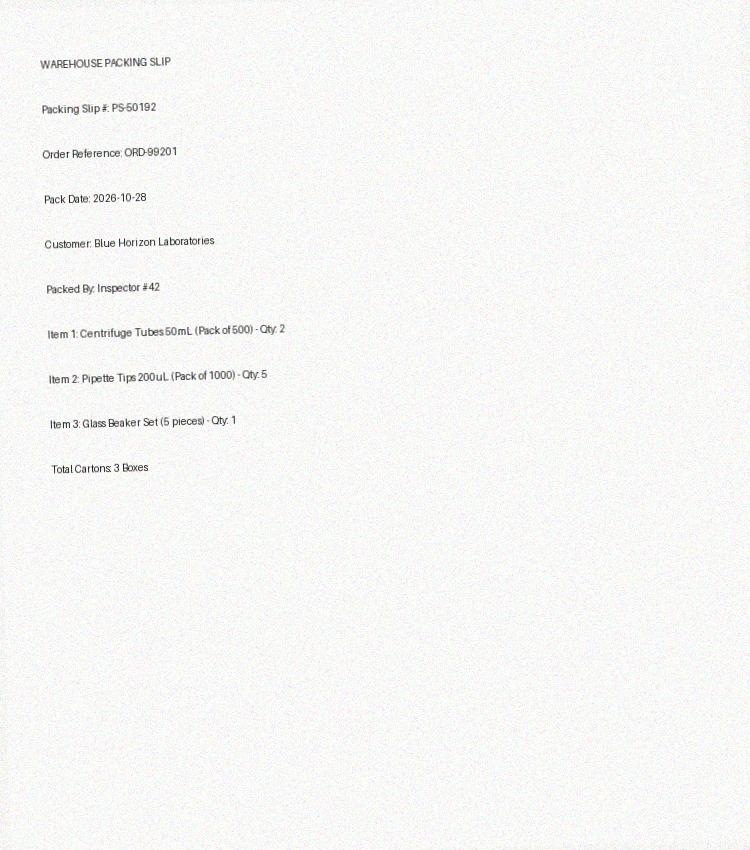 WAREHOUSE PACKING SLIP
Packing Slip #: PS-50192
Order Reference: ORD-99201
Pack Date: 2026-10-28
Customer: Blue Horizon Laboratories
Packed By: Inspector #42
Item 1: Centrifuge Tubes 50mL (Pack of 500) - Qty: 2
Item 2: Pipette Tips 200uL (Pack of 1000) - Qty: 5
Item 3: Glass Beaker Set (5 pieces) - Qty: 1
Total Cartons: 3 Boxes